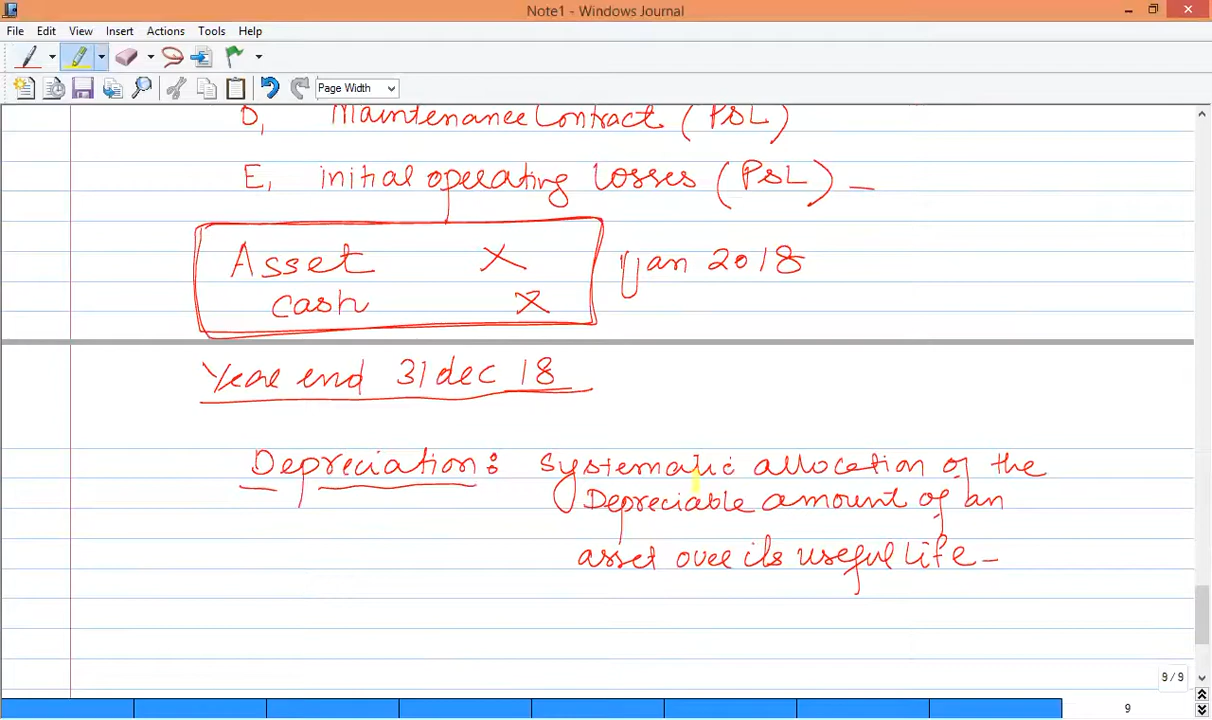 Note1 - Windows Journal
File Edit View Insert Actions Tools Help
Page Width
D, Maintenance Contract (PSL)
E, initial operating Losses (PSL) -
Asset X Jan 2018
cash X
Year end 31 dec 18
Depreciation: Systematic allocation of the
Depreciable amount of an
asset over its useful life -
9/9
9